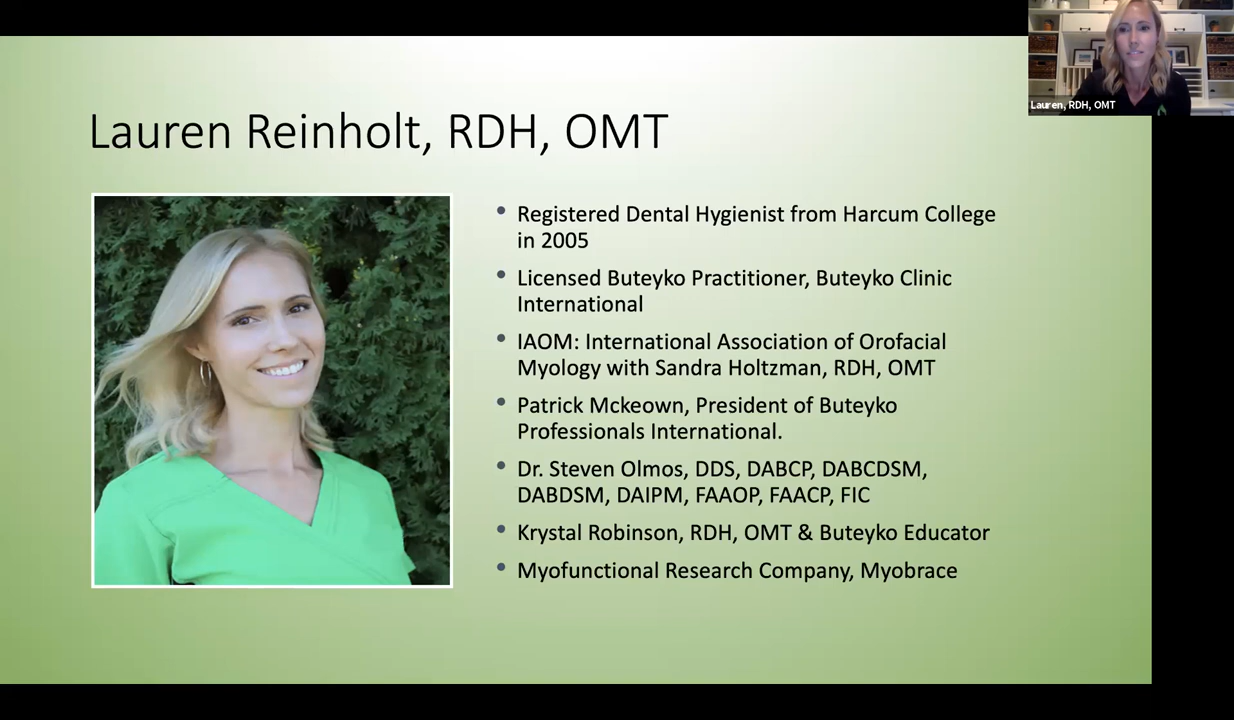 Lauren, RDH, OMT
Lauren Reinholt, RDH, OMT
• Registered Dental Hygienist from Harcum College
in 2005
• Licensed Buteyko Practitioner, Buteyko Clinic
International
• IAOM: International Association of Orofacial
Myology with Sandra Holtzman, RDH, OMT
• Patrick Mckeown, President of Buteyko
Professionals International.
• Dr. Steven Olmos, DDS, DABCP, DABCDSM,
DABDSM, DAIPM, FAAOP, FAACP, FIC
• Krystal Robinson, RDH, OMT & Buteyko Educator
• Myofunctional Research Company, Myobrace